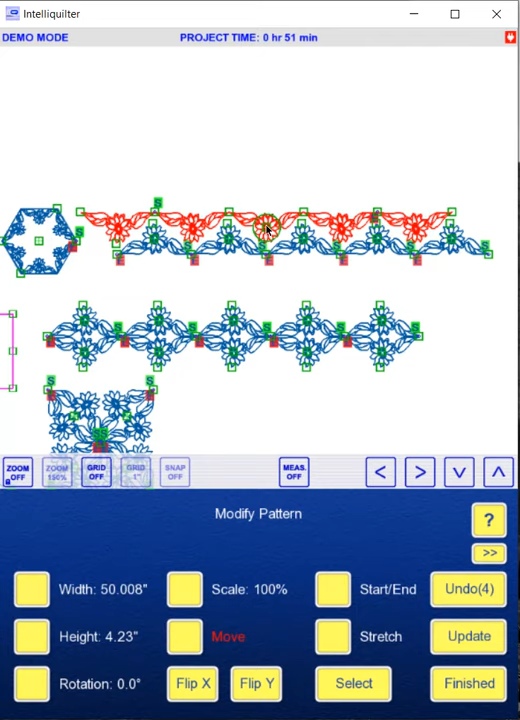 Intelliquilter
DEMO MODE PROJECT TIME: 0 hr 51 min
S
S
S S S S S
E E E E E
S S S S S
S S
ZOOM OFF ZOOM 150% GRID OFF GRID 1" SNAP OFF MEAS. OFF < > V Λ
Modify Pattern
?
>>
Width: 50.008" Scale: 100% Start/End Undo(4)
Height: 4.23" Move Stretch Update
Rotation: 0.0° Flip X Flip Y Select Finished